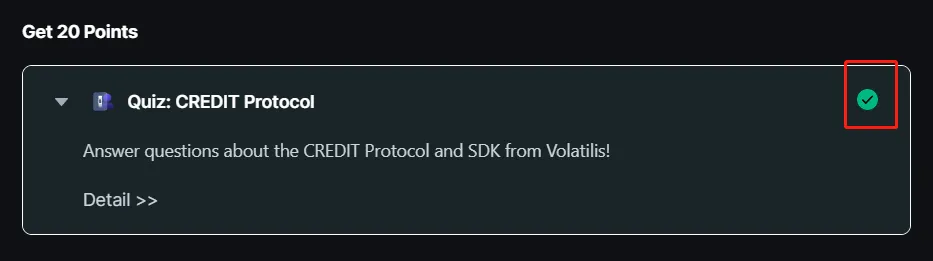 Get 20 Points
Quiz: CREDIT Protocol
Answer questions about the CREDIT Protocol and SDK from Volatilis!
Detail >>